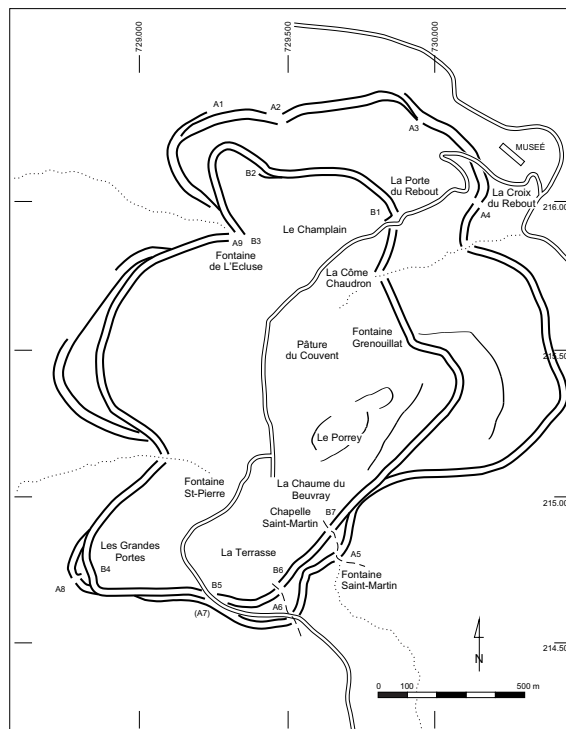 729.000
729.500
730.000
A1
A2
A3
MUSEÉ
B2
La Porte
du Rebout
La Croix
du Rebout
216.00
B1
A4
Le Champlain
A9
B3
Fontaine
de L'Ecluse
La Côme
Chaudron
Pâture
du Couvent
Fontaine
Grenouillat
215.50
Le Porrey
Fontaine
St-Pierre
La Chaume du
Beuvray
215.00
Chapelle
Saint-Martin
B7
Les Grandes
Portes
La Terrasse
A5
B4
B6
Fontaine
Saint-Martin
A8
B5
(A7)
A6
214.50
N
0
100
500 m